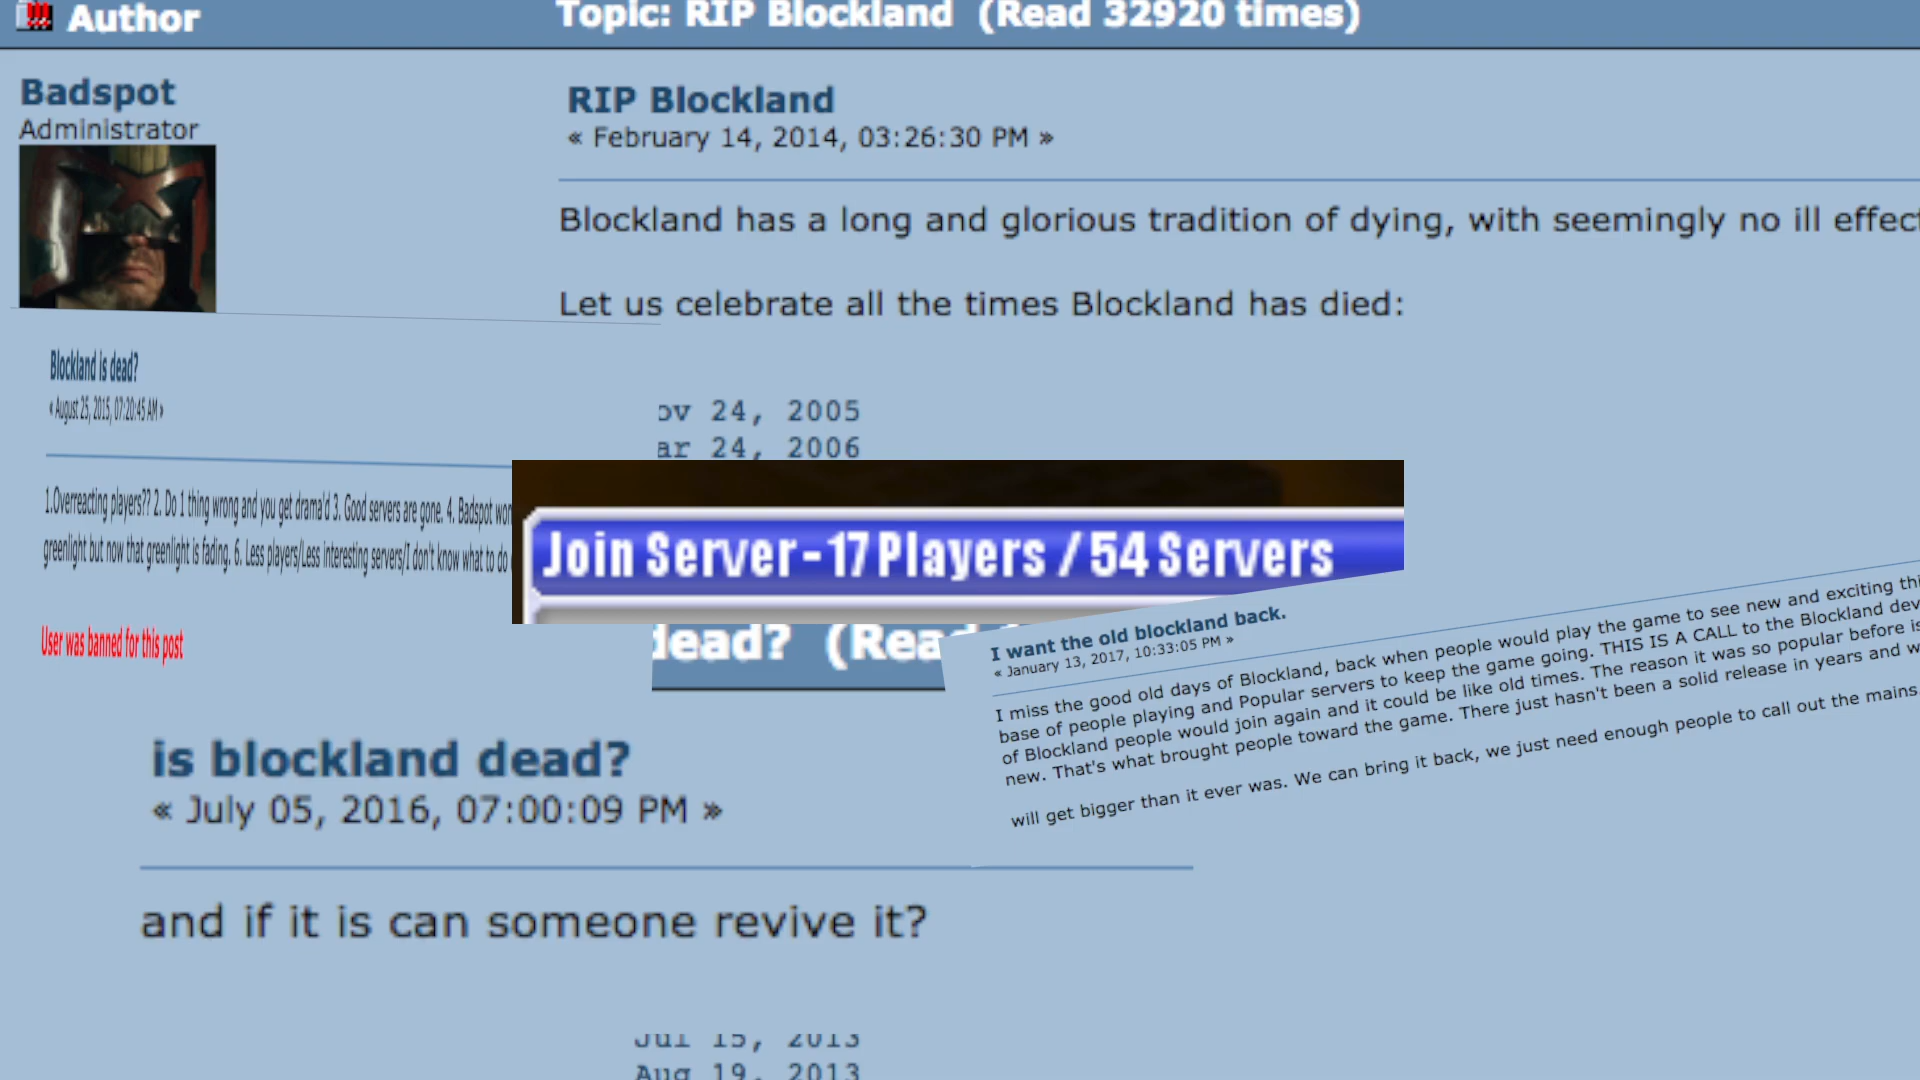 Author
Topic: RIP Blockland (Read 32920 times)
Badspot
Administrator
RIP Blockland
« February 14, 2014, 03:26:30 PM »
Blockland has a long and glorious tradition of dying, with seemingly no ill effect
Let us celebrate all the times Blockland has died:
ov 24, 2005
ar 24, 2006
Blockland is dead?
« August 25, 2015, 07:20:45 AM »
1.Overreacting players?? 2. Do 1 thing wrong and you get drama'd 3. Good servers are gone. 4. Badspot won
greenlight but now that greenlight is fading. 6. Less players/Less interesting servers/I don't know what to do
User was banned for this post
Join Server - 17 Players / 54 Servers
dead? (Read
I want the old blockland back.
« January 13, 2017, 10:33:05 PM »
I miss the good old days of Blockland, back when people would play the game to see new and exciting thi
base of people playing and Popular servers to keep the game going. THIS IS A CALL to the Blockland dev
of Blockland people would join again and it could be like old times. The reason it was so popular before is
new. That's what brought people toward the game. There just hasn't been a solid release in years and w
will get bigger than it ever was. We can bring it back, we just need enough people to call out the mains.
is blockland dead?
« July 05, 2016, 07:00:09 PM »
and if it is can someone revive it?
Jul 15, 2013
Aug 19, 2013